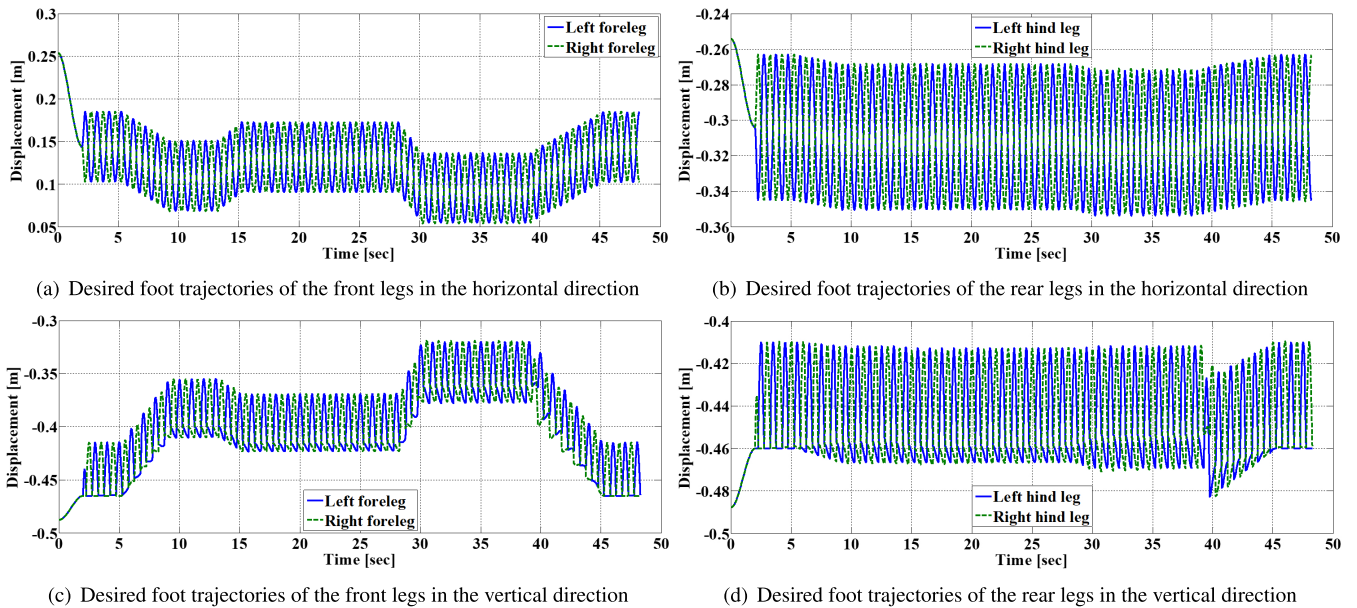 0.3
0.25
0.2
0.15
0.1
0.05
Displacement [m]
0 5 10 15 20 25 30 35 40 45 50
Time [sec]
Left foreleg
Right foreleg
(a) Desired foot trajectories of the front legs in the horizontal direction
-0.24
-0.26
-0.28
-0.3
-0.32
-0.34
-0.36
Displacement [m]
0 5 10 15 20 25 30 35 40 45 50
Time [sec]
Left hind leg
Right hind leg
(b) Desired foot trajectories of the rear legs in the horizontal direction
-0.3
-0.35
-0.4
-0.45
-0.5
Displacement [m]
0 5 10 15 20 25 30 35 40 45 50
Time [sec]
Left foreleg
Right foreleg
(c) Desired foot trajectories of the front legs in the vertical direction
-0.4
-0.42
-0.44
-0.46
-0.48
-0.5
Displacement [m]
0 5 10 15 20 25 30 35 40 45 50
Time [sec]
Left hind leg
Right hind leg
(d) Desired foot trajectories of the rear legs in the vertical direction